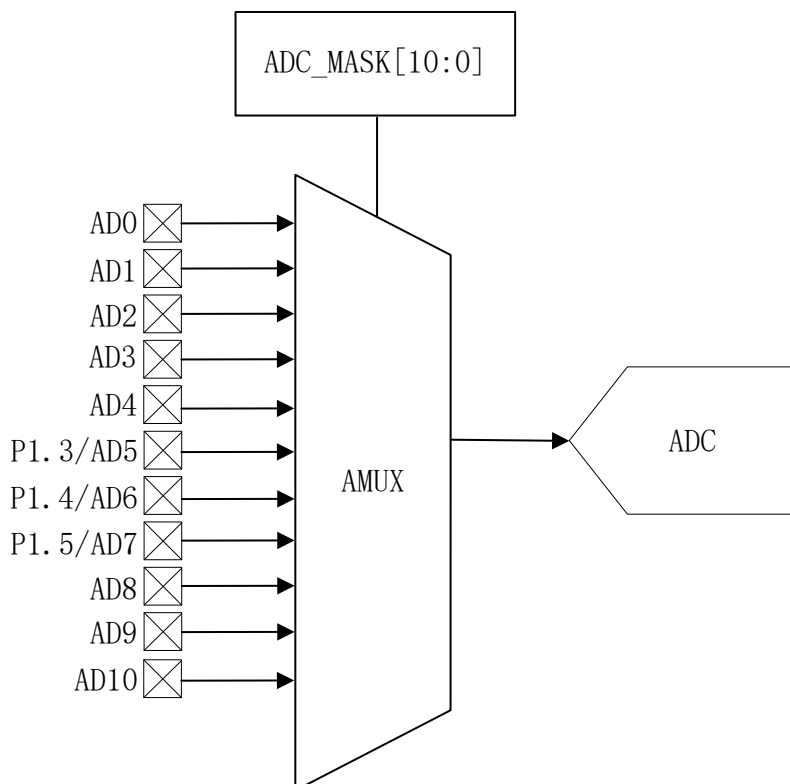 ADC_MASK[10:0]
AD0
AD1
AD2
AD3
AD4
P1.3/AD5
P1.4/AD6
P1.5/AD7
AD8
AD9
AD10
AMUX
ADC